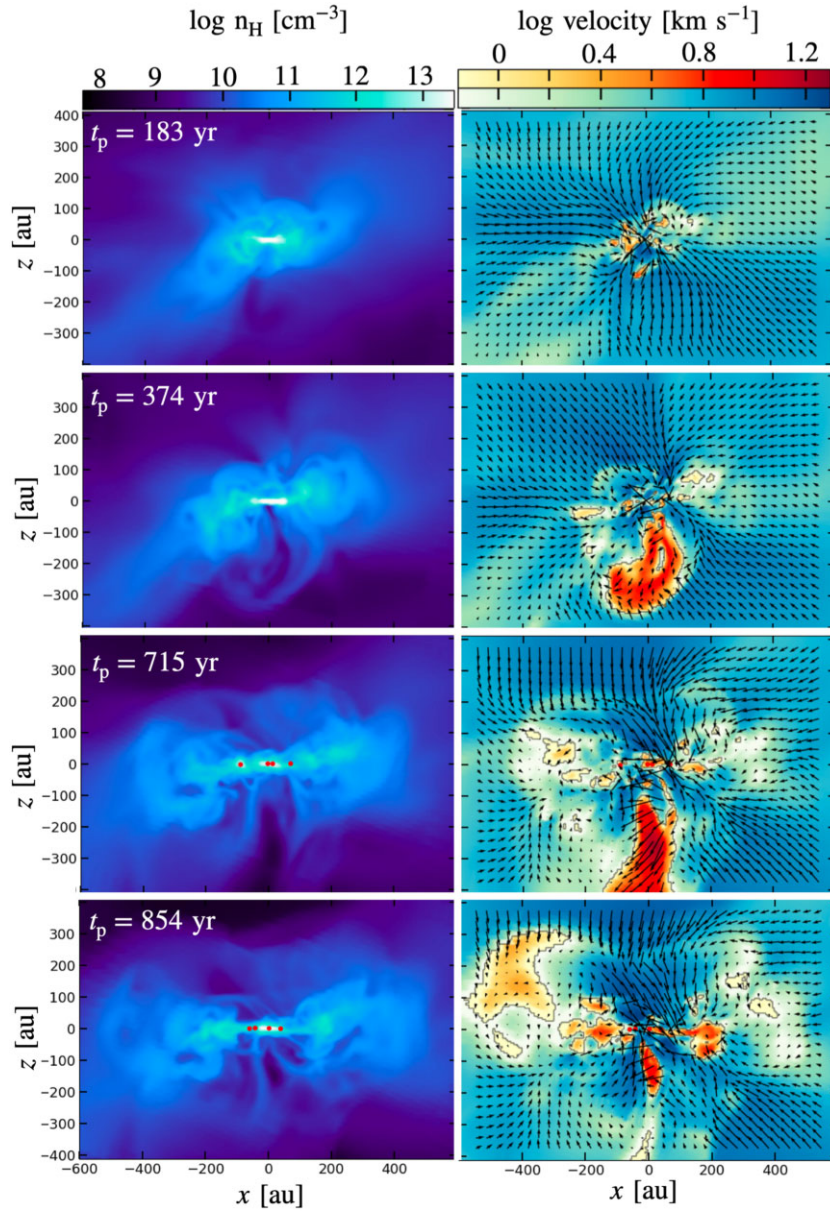 log n_H [cm^−3] log velocity [km s^−1]
8 9 10 11 12 13 0 0.4 0.8 1.2
t_p = 183 yr
400
300
200
100
0
−100
−200
−300
z [au]
t_p = 374 yr
300
200
100
0
−100
−200
−300
z [au]
t_p = 715 yr
300
200
100
0
−100
−200
−300
z [au]
t_p = 854 yr
300
200
100
0
−100
−200
−300
−400
z [au]
−600 −400 −200 0 200 400 −400 −200 0 200 400
x [au] x [au]